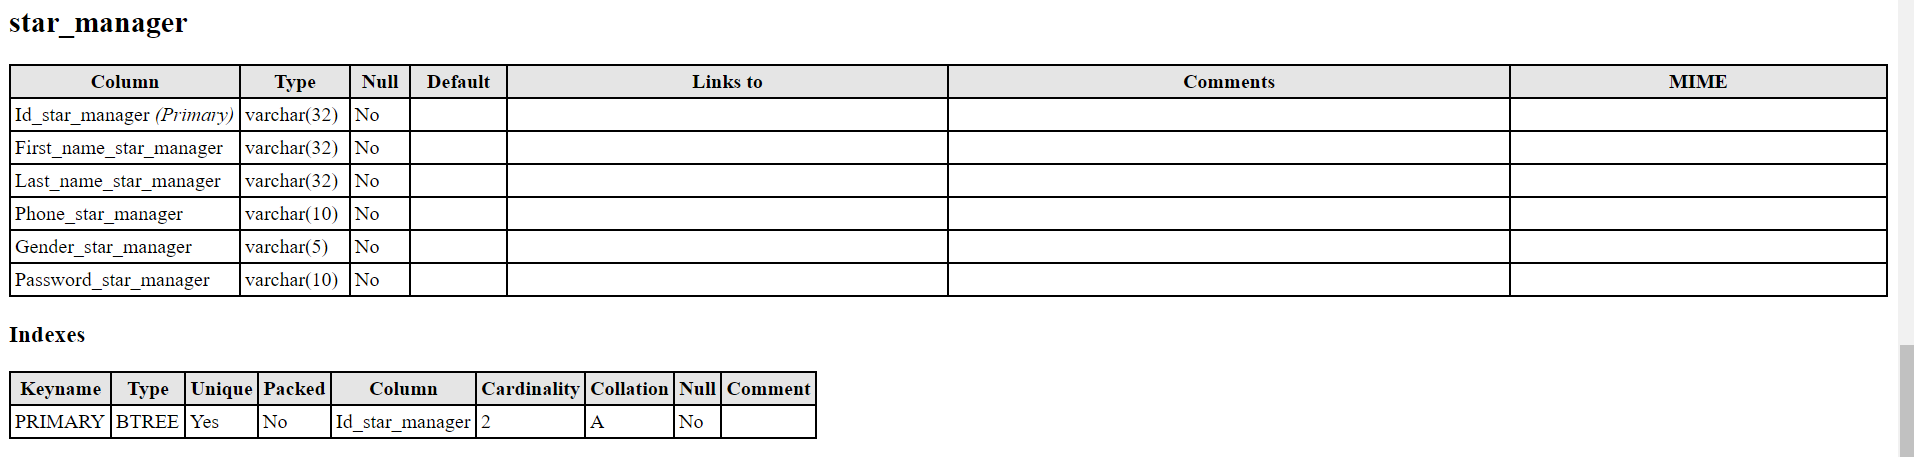 star_manager
Column Type Null Default Links to Comments MIME
Id_star_manager (Primary) varchar(32) No
First_name_star_manager varchar(32) No
Last_name_star_manager varchar(32) No
Phone_star_manager varchar(10) No
Gender_star_manager varchar(5) No
Password_star_manager varchar(10) No
Indexes
Keyname Type Unique Packed Column Cardinality Collation Null Comment
PRIMARY BTREE Yes No Id_star_manager 2 A No